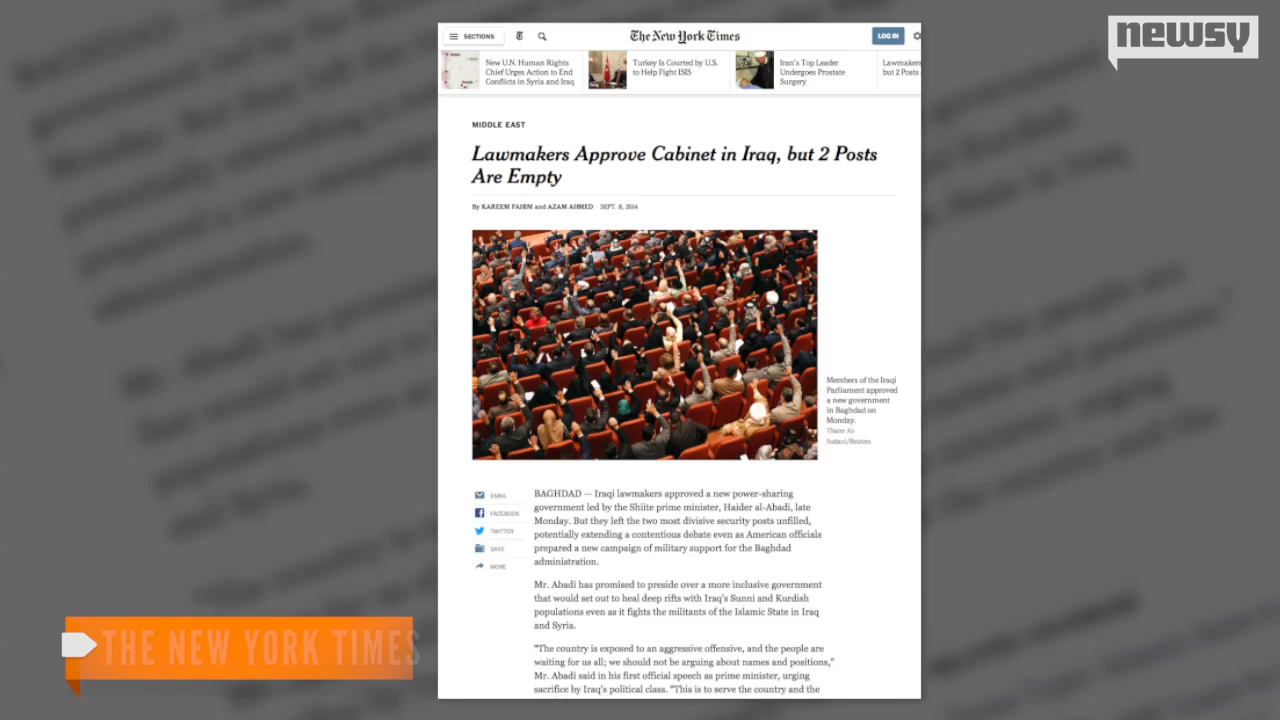 newsy
SECTIONS
The New York Times
LOG IN
New U.N. Human Rights
Chief Urges Action to End
Conflicts in Syria and Iraq
Turkey Is Courted by U.S.
to Help Fight ISIS
Iran's Top Leader
Undergoes Prostate
Surgery
Lawmakers
but 2 Posts
MIDDLE EAST
Lawmakers Approve Cabinet in Iraq, but 2 Posts
Are Empty
By KAREEM FAHIM and AZAM AHMED SEPT. 8, 2014
Members of the Iraqi
Parliament approved
a new government
in Baghdad on
Monday.
Thaier Al-
Sudani/Reuters
EMAIL
FACEBOOK
TWITTER
SAVE
MORE
BAGHDAD — Iraqi lawmakers approved a new power-sharing
government led by the Shiite prime minister, Haider al-Abadi, late
Monday. But they left the two most divisive security posts unfilled,
potentially extending a contentious debate even as American officials
prepared a new campaign of military support for the Baghdad
administration.
Mr. Abadi has promised to preside over a more inclusive government
that would set out to heal deep rifts with Iraq's Sunni and Kurdish
populations even as it fights the militants of the Islamic State in Iraq
and Syria.
"The country is exposed to an aggressive offensive, and the people are
waiting for us all; we should not be arguing about names and positions,"
Mr. Abadi said in his first official speech as prime minister, urging
sacrifice by Iraq's political class. "This is to serve the country and the
THE NEW YORK TIMES